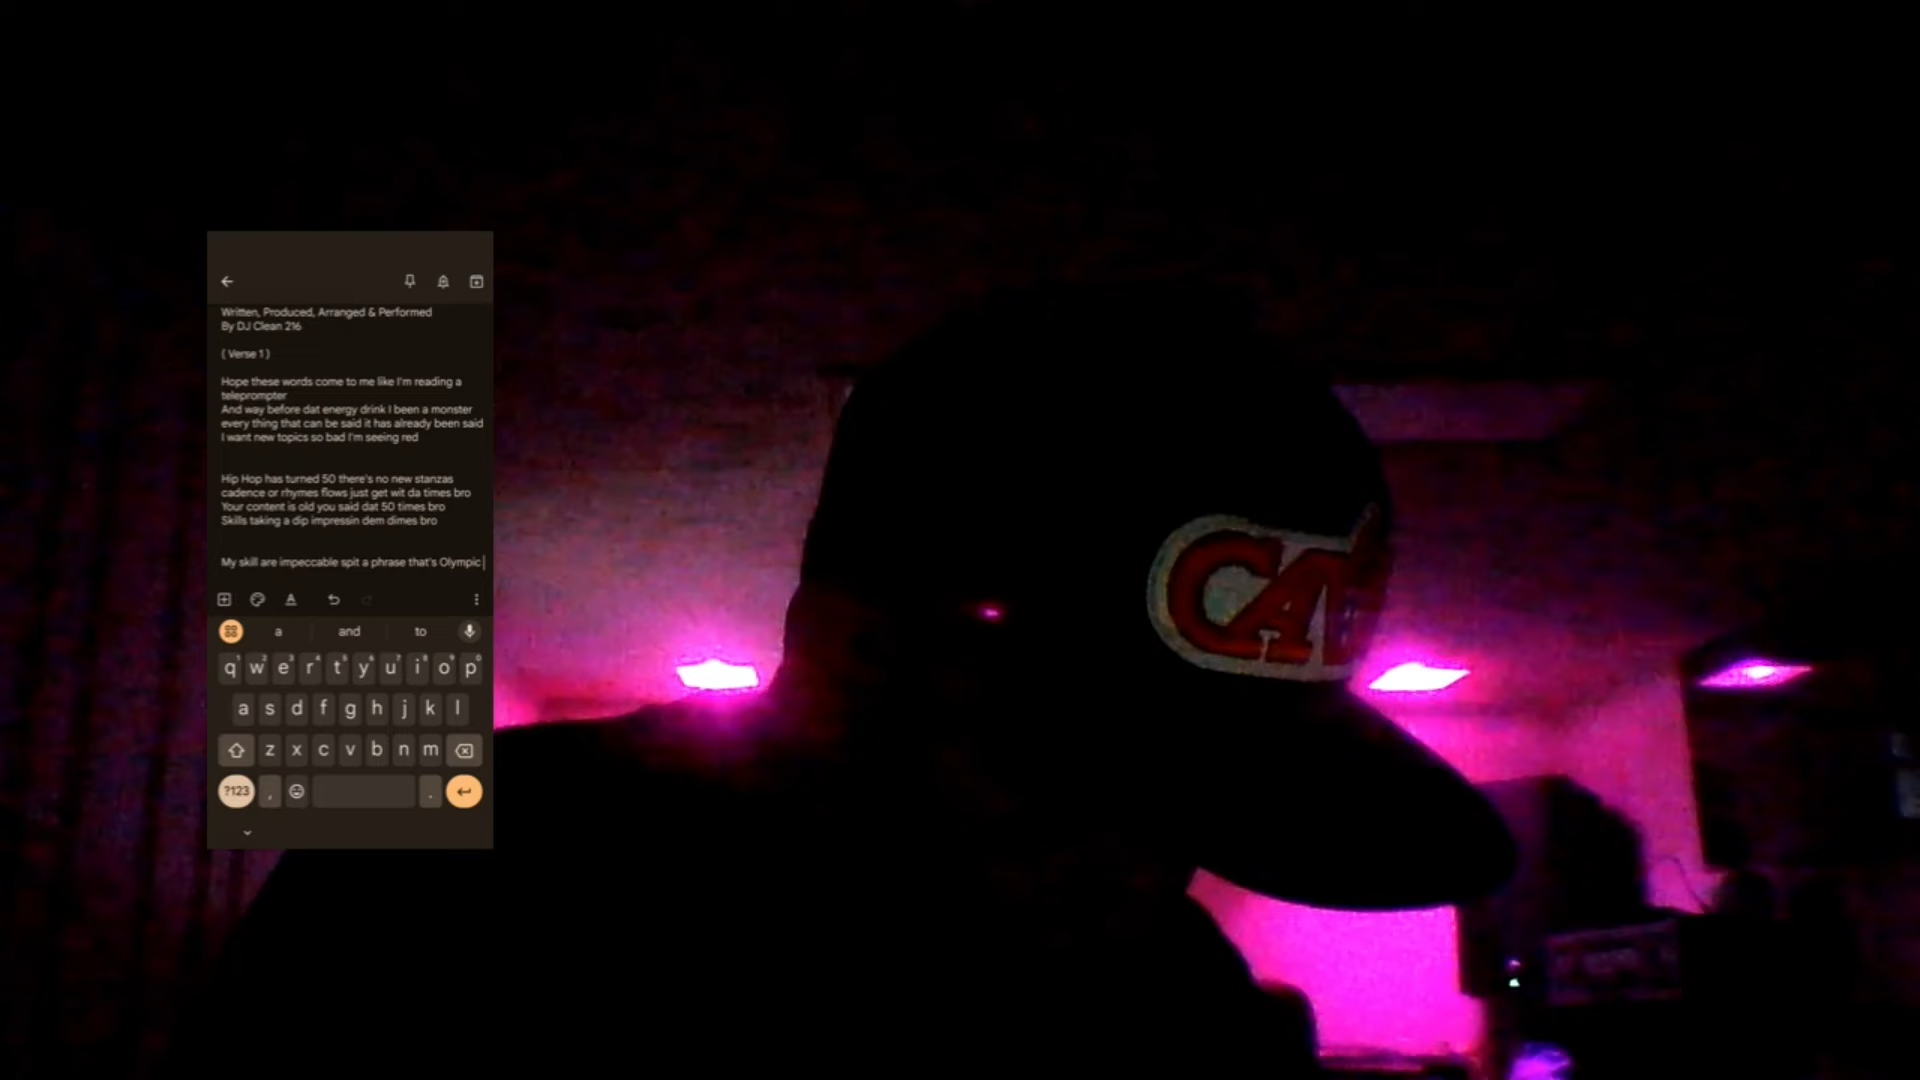 Written, Produced, Arranged & Performed
By DJ Clean 216
( Verse 1 )
Hope these words come to me like I'm reading a
teleprompter
And way before dat energy drink I been a monster
every thing that can be said it has already been said
I want new topics so bad I'm seeing red
Hip Hop has turned 50 there's no new stanzas
cadence or rhymes flows just get wit da times bro
Your content is old you said dat 50 times bro
Skills taking a dip impressin dem dimes bro
My skill are impeccable spit a phrase that's Olympic
a and to
q w e r t y u i o p
a s d f g h j k l
z x c v b n m
?123 , .